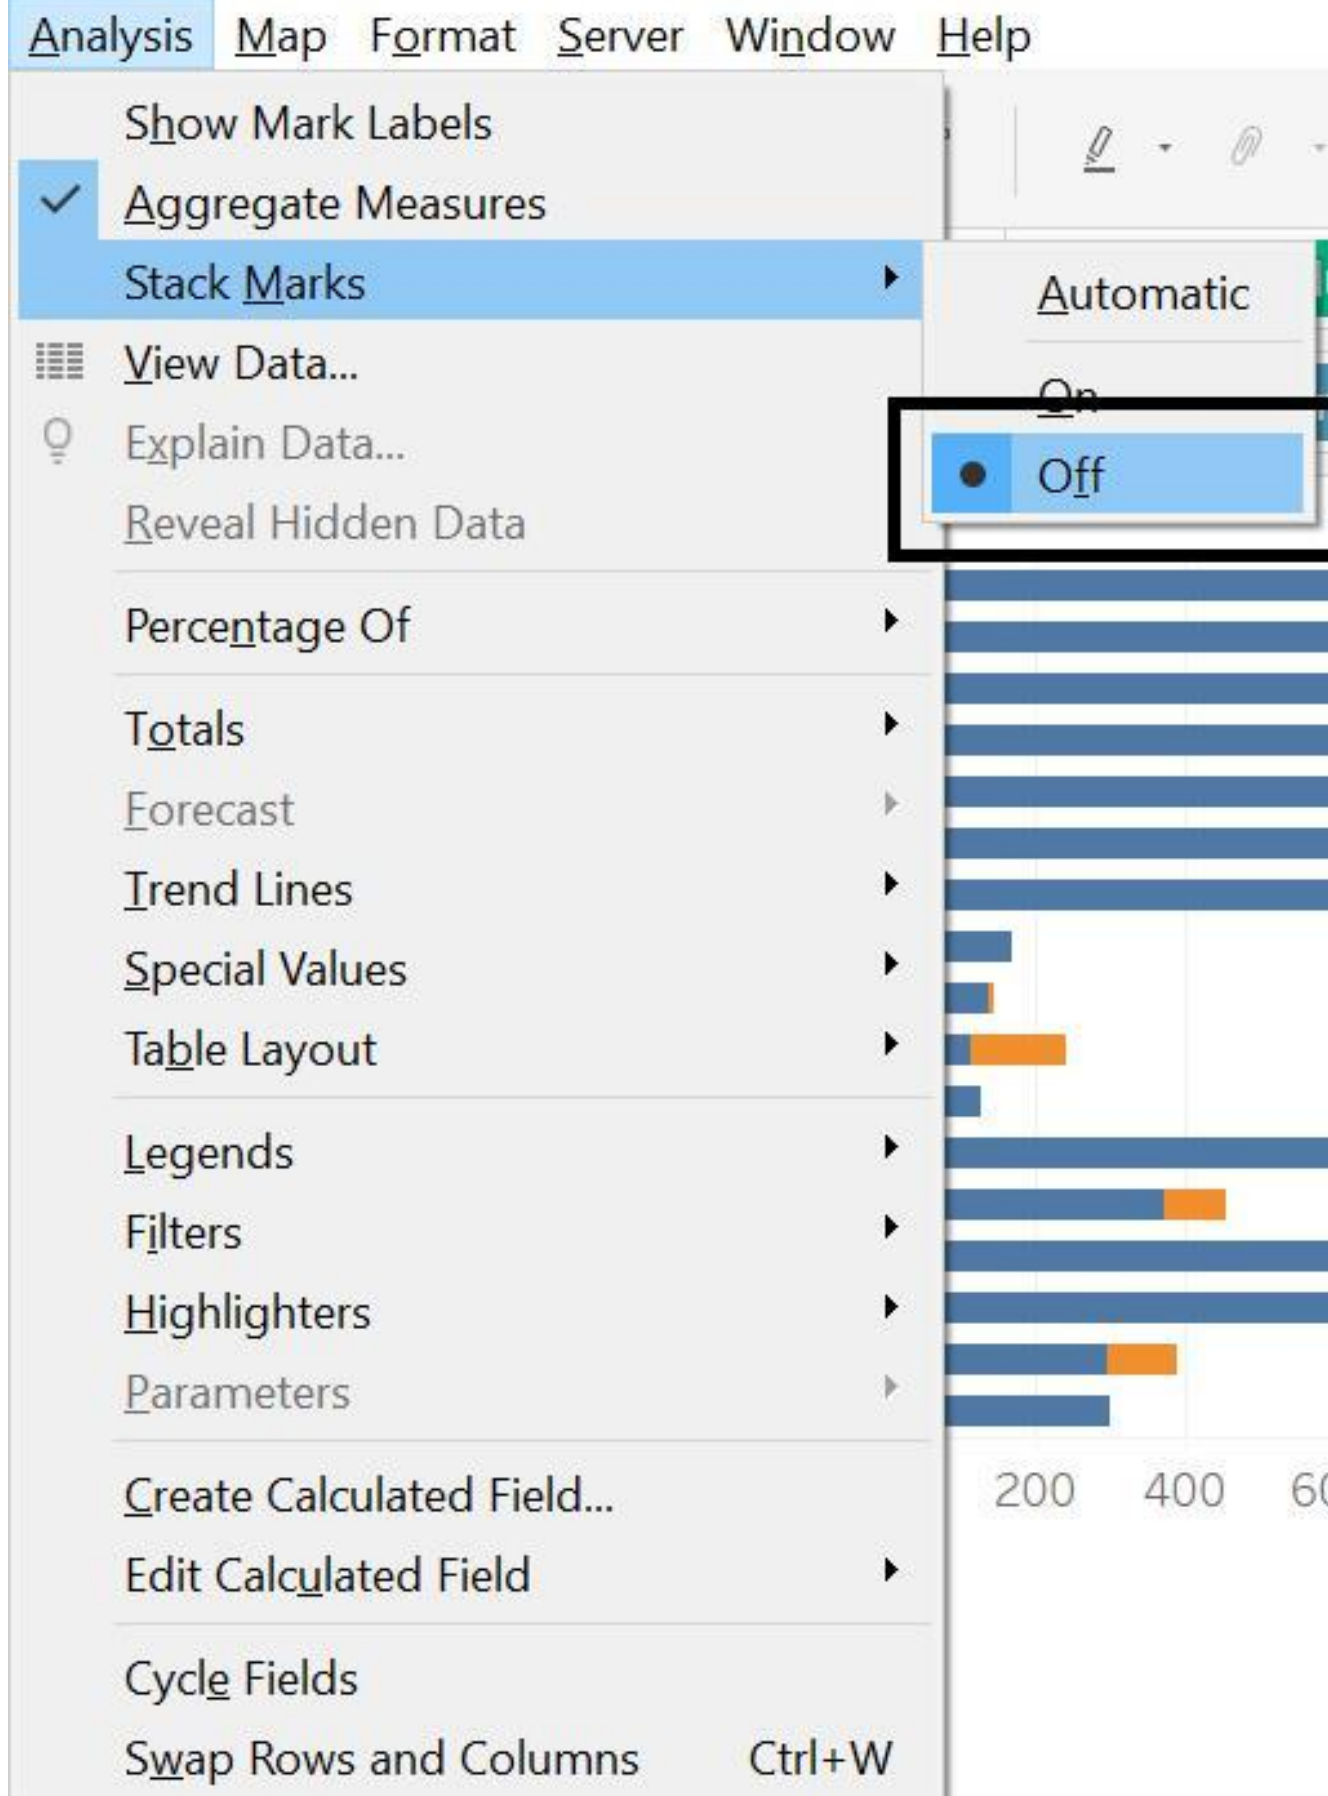 Analysis Map Format Server Window Help
Show Mark Labels
Aggregate Measures
Stack Marks
Automatic
On
Off
View Data...
Explain Data...
Reveal Hidden Data
Percentage Of
Totals
Forecast
Trend Lines
Special Values
Table Layout
Legends
Filters
Highlighters
Parameters
Create Calculated Field...
Edit Calculated Field
Cycle Fields
Swap Rows and Columns Ctrl+W
200 400